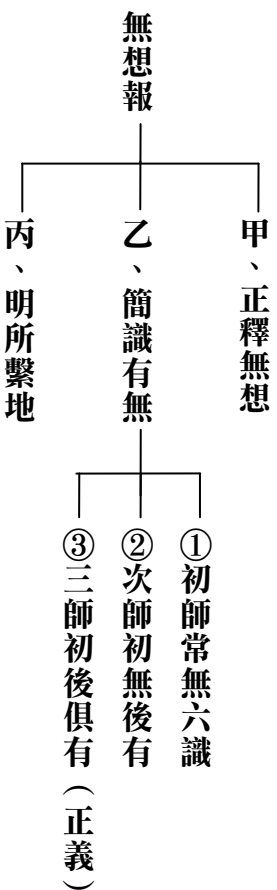 無想報
甲、正釋無想
乙、簡識有無
丙、明所繫地
①初師常無六識
②次師初無後有
③三師初後俱有（正義）